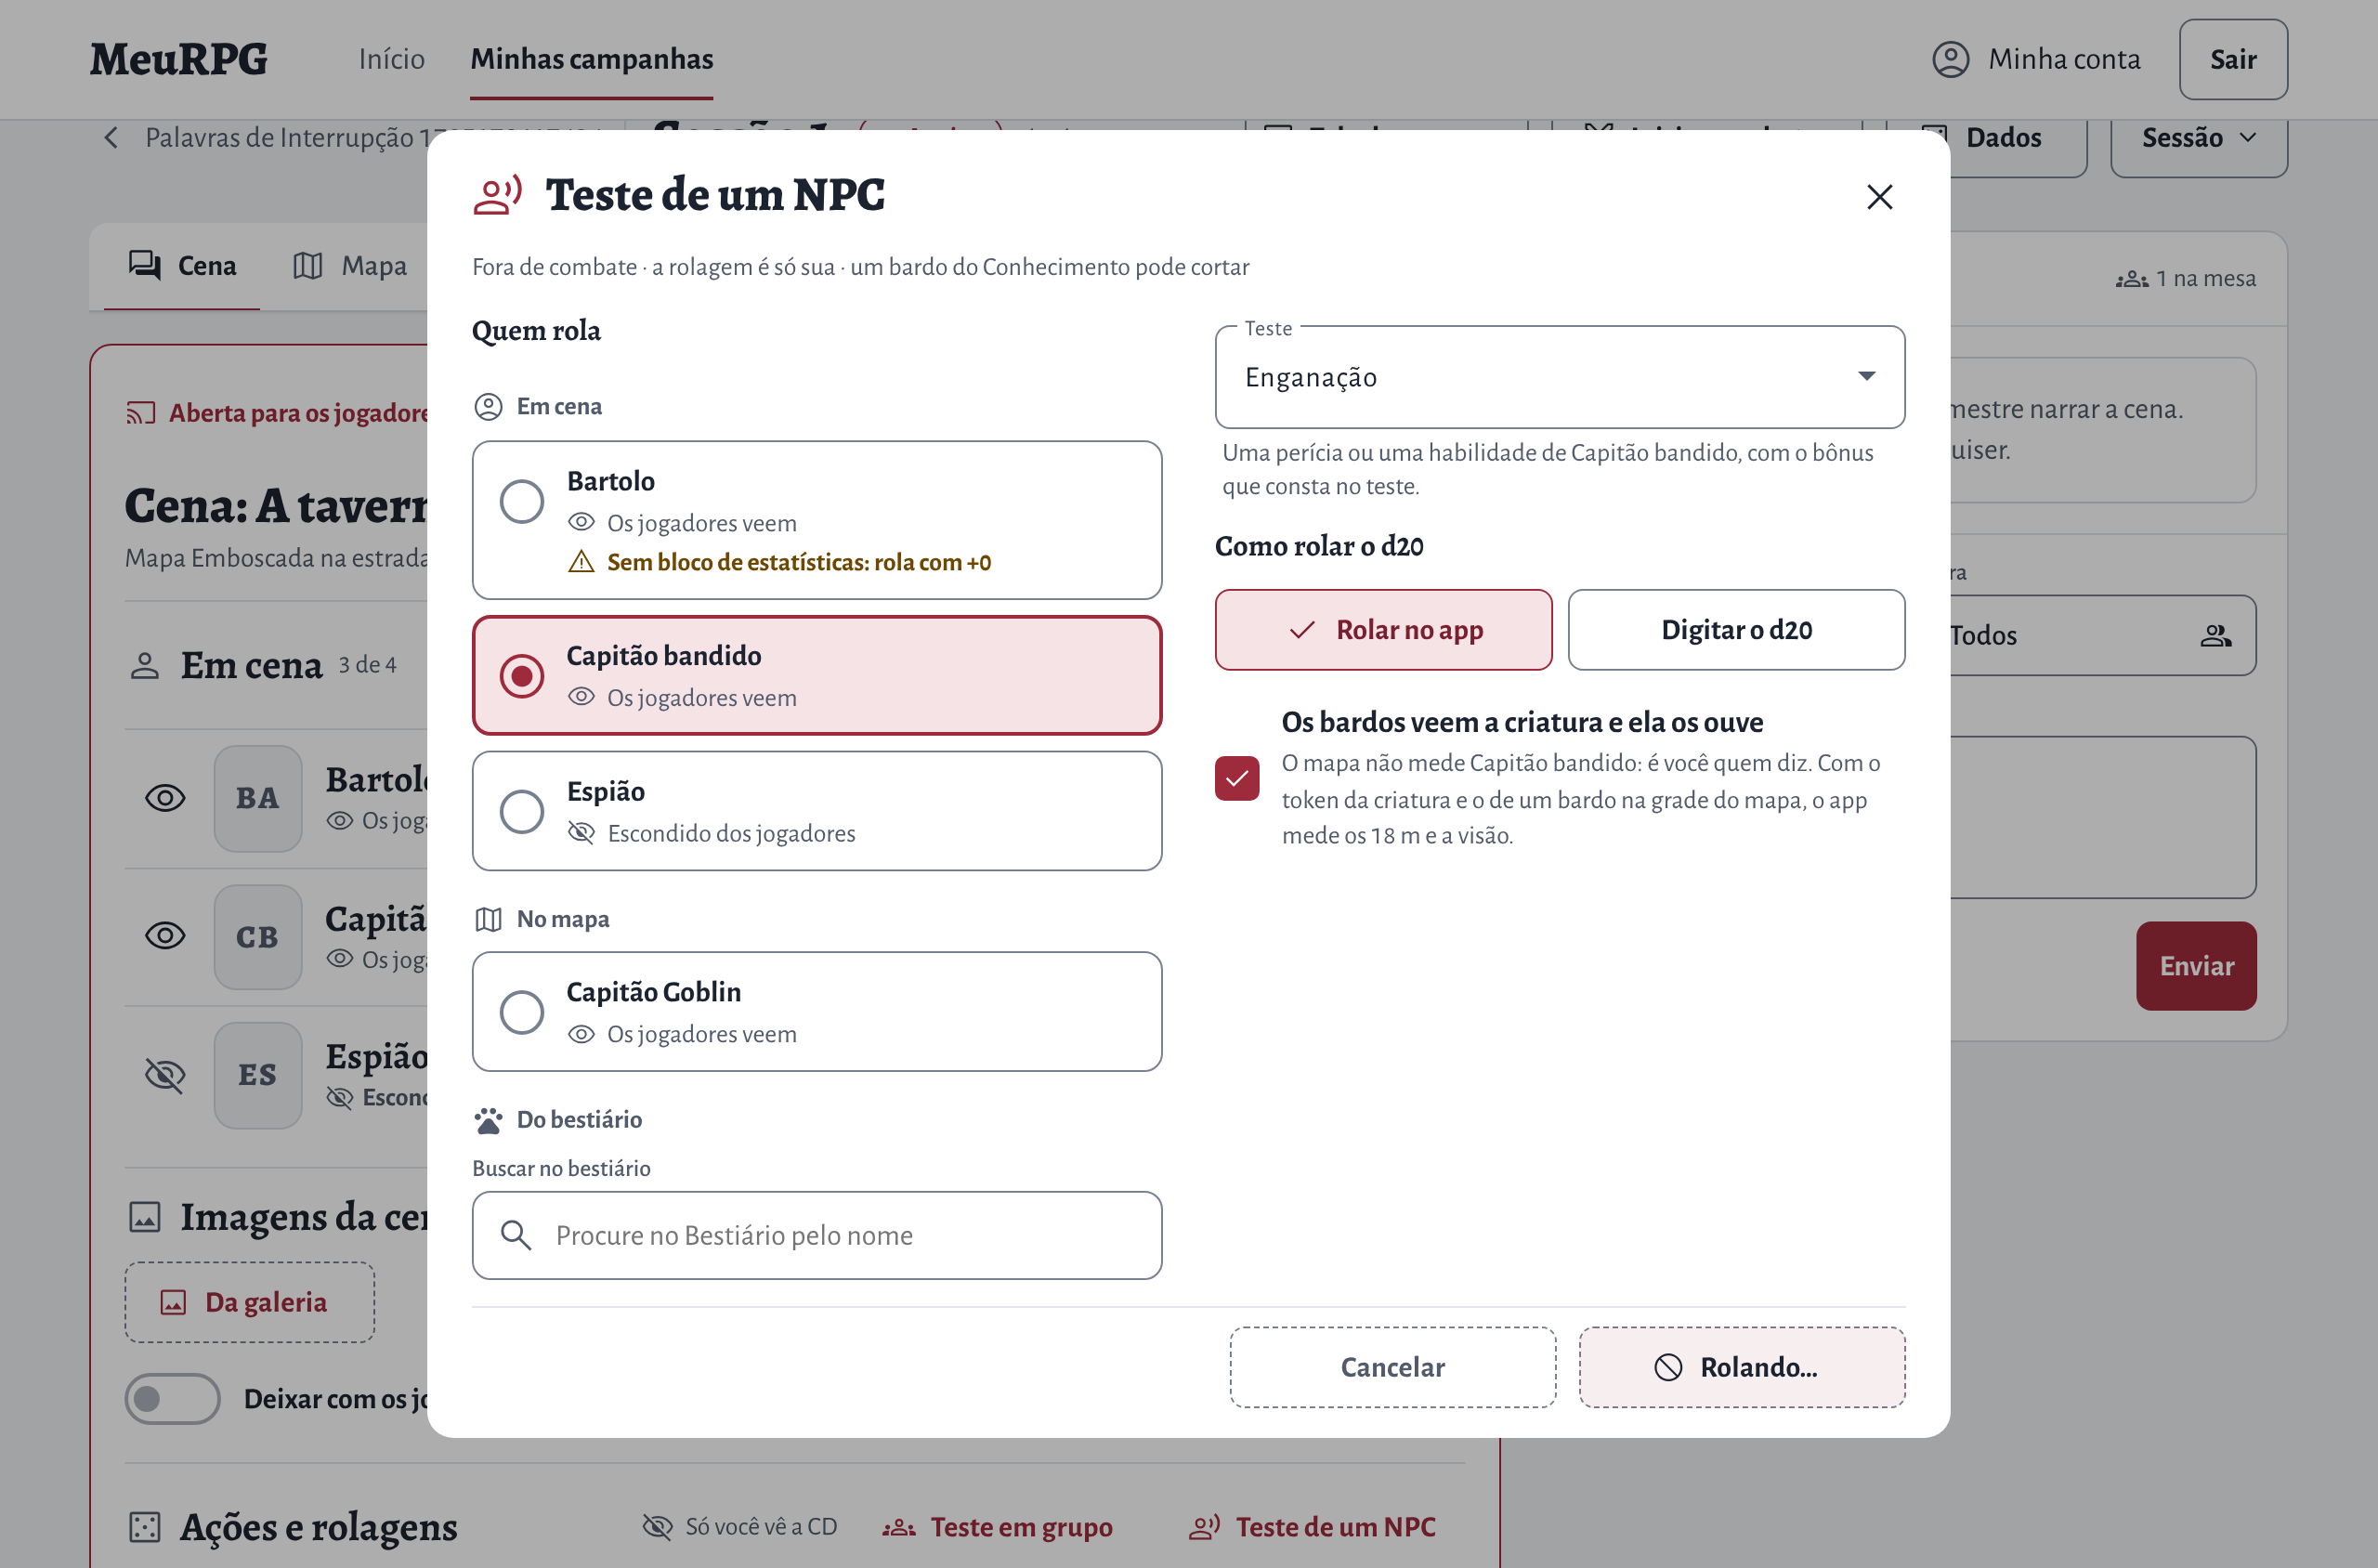 MeuRPG
Início
Minhas campanhas
Minha conta
Sair
Palavras de Interrupção
Dados
Sessão
Teste de um NPC
Fora de combate · a rolagem é só sua · um bardo do Conhecimento pode cortar
Cena
Mapa
1 na mesa
Quem rola
Em cena
Bartolo
Os jogadores veem
Sem bloco de estatísticas: rola com +0
Capitão bandido
Os jogadores veem
Espião
Escondido dos jogadores
No mapa
Capitão Goblin
Os jogadores veem
Do bestiário
Buscar no bestiário
Procure no Bestiário pelo nome
Teste
Enganação
Uma perícia ou uma habilidade de Capitão bandido, com o bônus
que consta no teste.
Como rolar o d20
Rolar no app
Digitar o d20
Os bardos veem a criatura e ela os ouve
O mapa não mede Capitão bandido: é você quem diz. Com o
token da criatura e o de um bardo na grade do mapa, o app
mede os 18 m e a visão.
Cancelar
Rolando...
Aberta para os
Cena: A
Mapa Emboscada na estrada
Em cena 3 de 4
BA
Os
CB
Os
ES
Espião
Imagens da
Da galeria
Deixar com os
Ações e rolagens
Só você vê a CD
Teste em grupo
Teste de um NPC
mestre narrar a cena.
Todos
Enviar